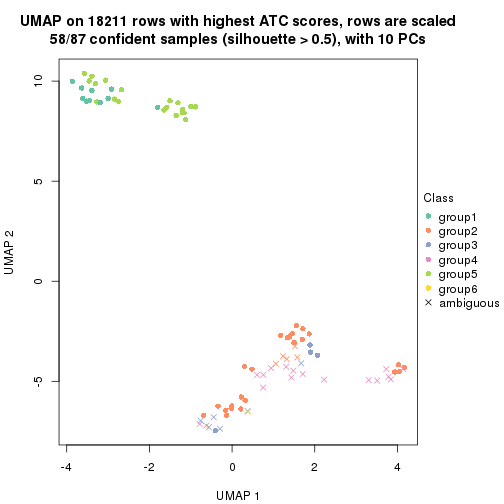 UMAP on 18211 rows with highest ATC scores, rows are scaled
58/87 confident samples (silhouette > 0.5), with 10 PCs
10
5
0
-5
UMAP 2
-4
-2
0
2
4
UMAP 1
Class
group1
group2
group3
group4
group5
group6
ambiguous